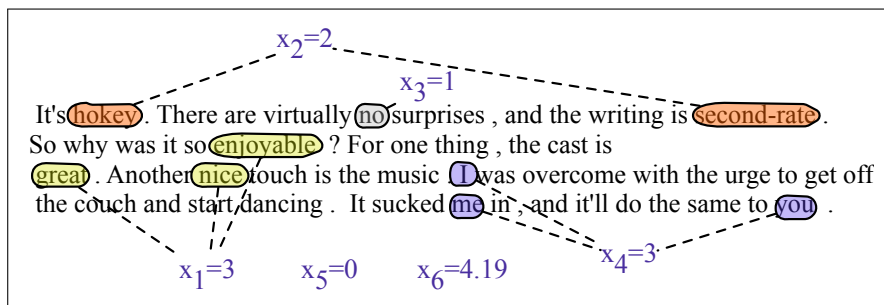 x2=2
x3=1
It's hokey . There are virtually no surprises , and the writing is second-rate .
So why was it so enjoyable ? For one thing , the cast is
great . Another nice touch is the music . I was overcome with the urge to get off
the couch and start dancing . It sucked me in , and it'll do the same to you .
x1=3 x5=0 x6=4.19 x4=3